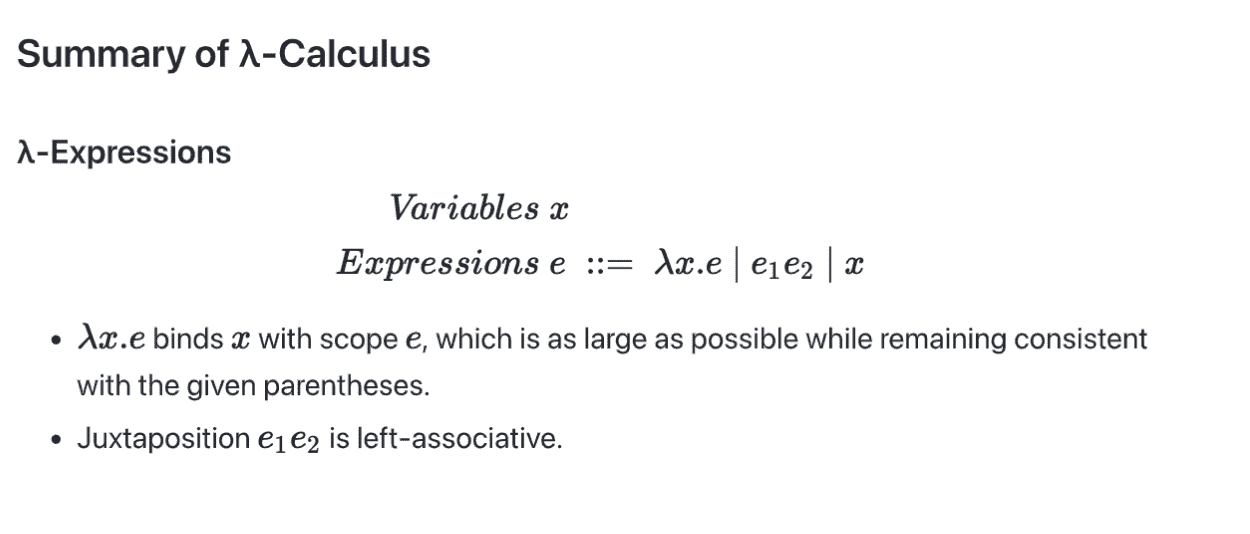 Summary of λ-Calculus
λ-Expressions
Variables x
Expressions e ::= λx.e | e₁e₂ | x
• λx.e binds x with scope e, which is as large as possible while remaining consistent
with the given parentheses.
• Juxtaposition e₁e₂ is left-associative.